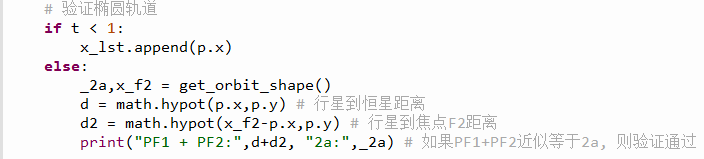 # 验证椭圆轨道
if t < 1:
x_lst.append(p.x)
else:
_2a,x_f2 = get_orbit_shape()
d = math.hypot(p.x,p.y) # 行星到恒星距离
d2 = math.hypot(x_f2-p.x,p.y) # 行星到焦点F2距离
print("PF1 + PF2:",d+d2, "2a:",_2a) # 如果PF1+PF2近似等于2a, 则验证通过